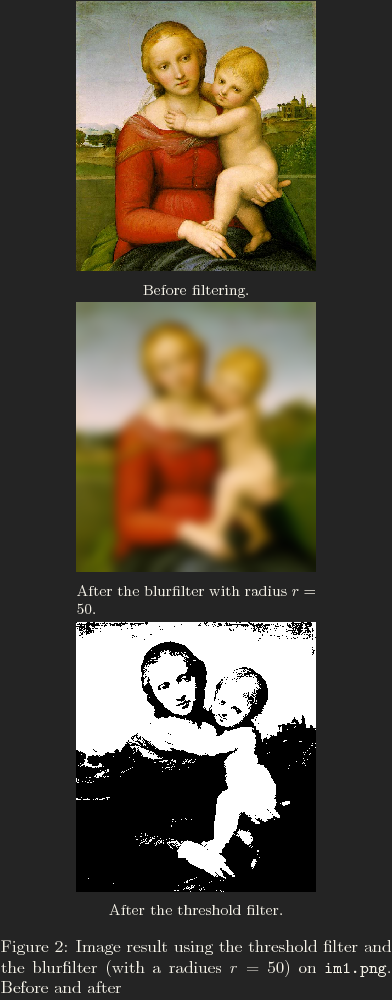 Before filtering.
After the blurfilter with radius r =
50.
After the threshold filter.
Figure 2: Image result using the threshold filter and
the blurfilter (with a radiues r = 50) on im1.png.
Before and after